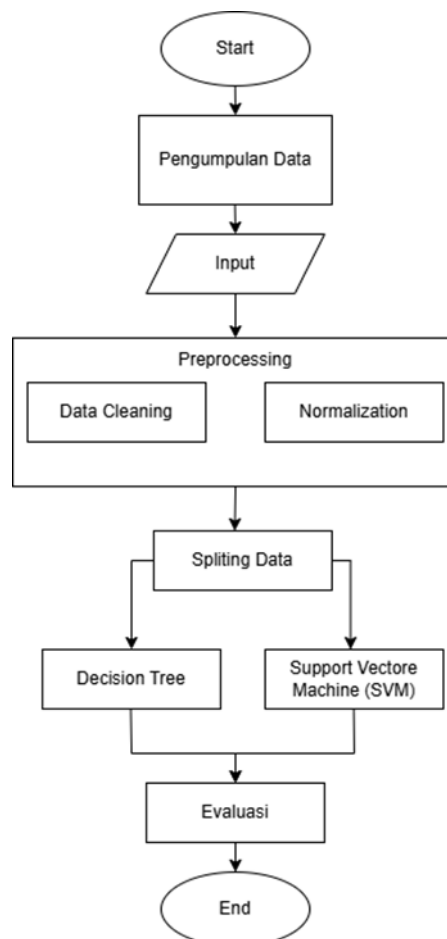 Start
Pengumpulan Data
Input
Preprocessing
Data Cleaning
Normalization
Spliting Data
Decision Tree
Support Vectore
Machine (SVM)
Evaluasi
End